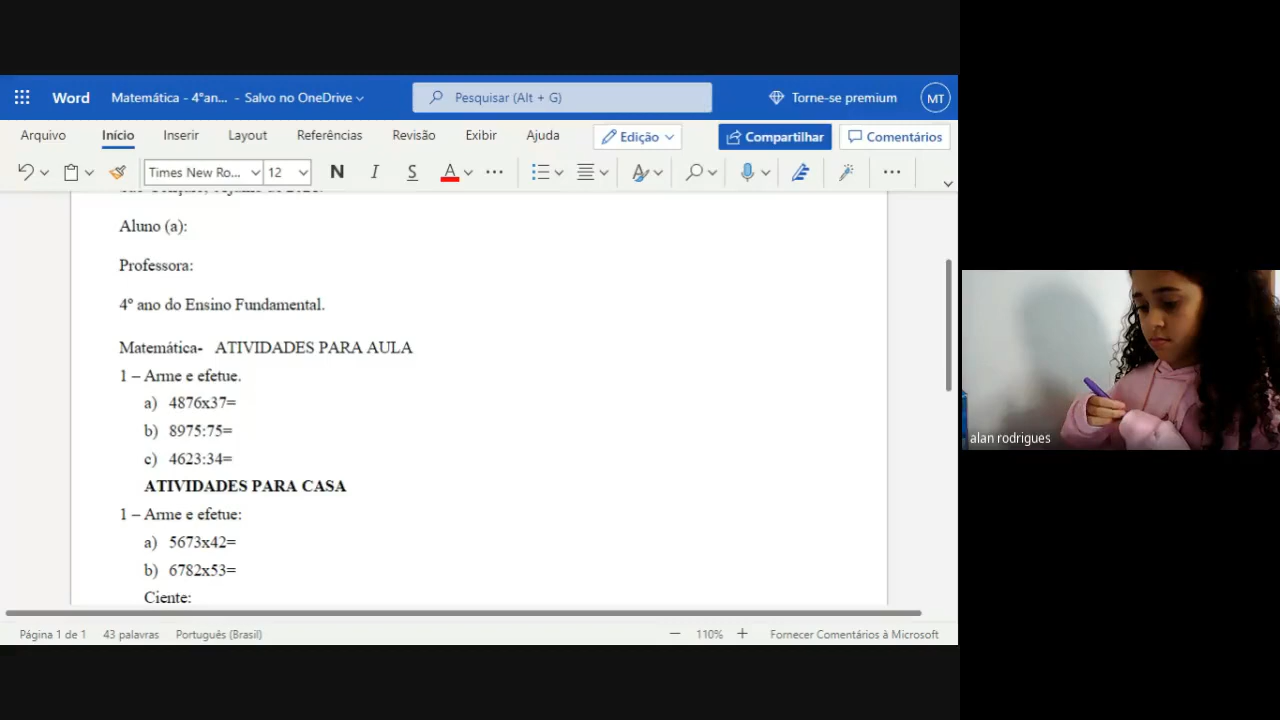 Word Matemática - 4°an... - Salvo no OneDrive Pesquisar (Alt + G) Torne-se premium MT
Arquivo Início Inserir Layout Referências Revisão Exibir Ajuda Edição Compartilhar Comentários
Times New Ro... 12 N I S A ...
Aluno (a):
Professora:
4º ano do Ensino Fundamental.
Matemática- ATIVIDADES PARA AULA
1 – Arme e efetue.
a) 4876x37=
b) 8975:75=
c) 4623:34=
ATIVIDADES PARA CASA
1 – Arme e efetue:
a) 5673x42=
b) 6782x53=
Ciente:
Página 1 de 1 43 palavras Português (Brasil) 110% Fornecer Comentários à Microsoft
alan rodrigues